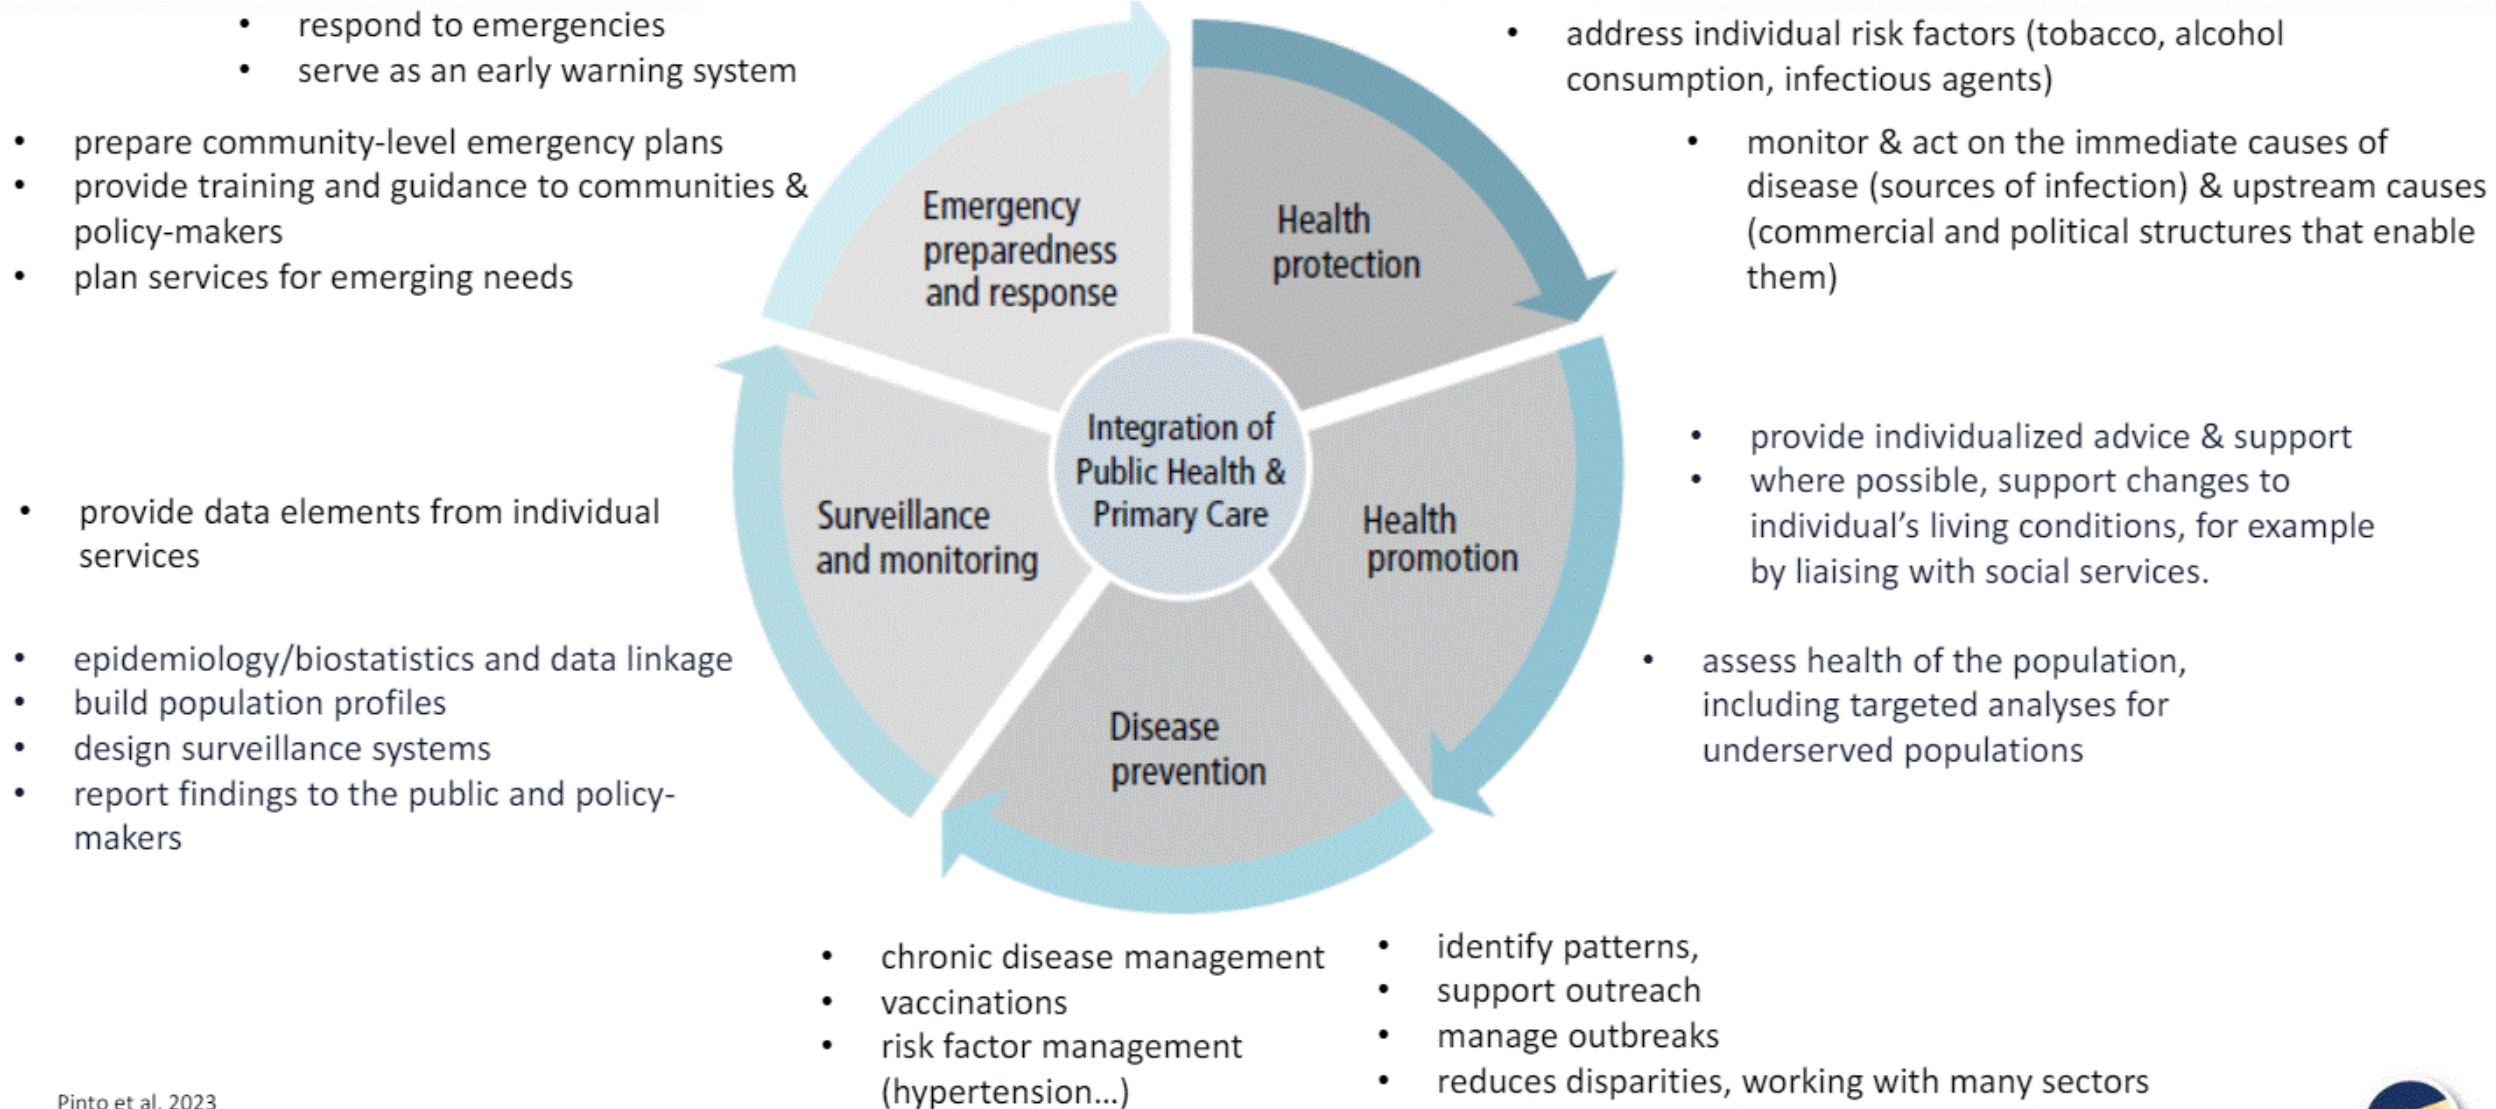 • respond to emergencies
• serve as an early warning system
• prepare community-level emergency plans
• provide training and guidance to communities &
policy-makers
• plan services for emerging needs
• address individual risk factors (tobacco, alcohol
consumption, infectious agents)
• monitor & act on the immediate causes of
disease (sources of infection) & upstream causes
(commercial and political structures that enable
them)
Emergency
preparedness
and response
Health
protection
Integration of
Public Health &
Primary Care
Surveillance
and monitoring
Health
promotion
Disease
prevention
• provide data elements from individual
services
• epidemiology/biostatistics and data linkage
• build population profiles
• design surveillance systems
• report findings to the public and policy-
makers
• provide individualized advice & support
• where possible, support changes to
individual's living conditions, for example
by liaising with social services.
• assess health of the population,
including targeted analyses for
underserved populations
• chronic disease management
• vaccinations
• risk factor management
(hypertension...)
• identify patterns,
• support outreach
• manage outbreaks
• reduces disparities, working with many sectors
Pinto et al. 2023